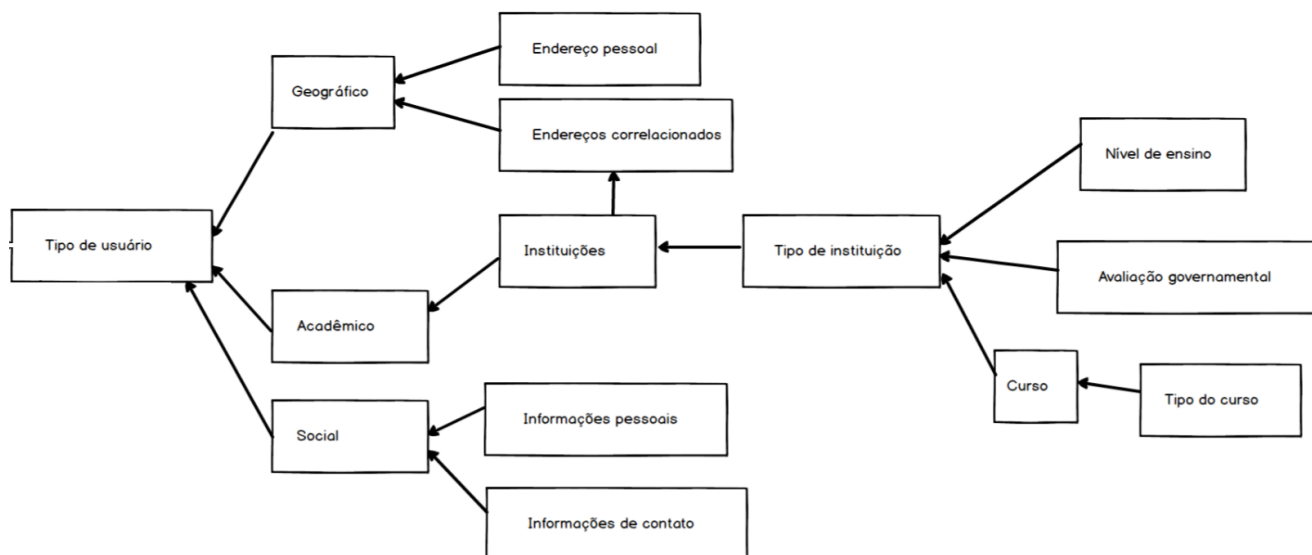 Endereço pessoal
Geográfico
Endereços correlacionados
Nível de ensino
Tipo de usuário
Instituições
Tipo de instituição
Avaliação governamental
Acadêmico
Curso
Tipo do curso
Informações pessoais
Social
Informações de contato